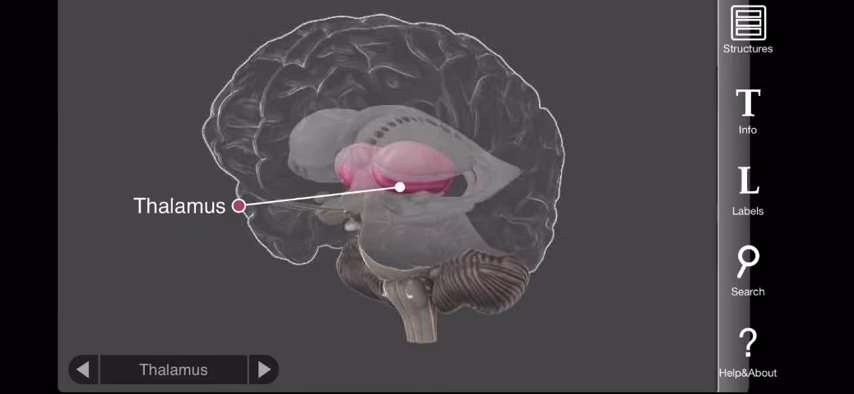 Structures
T
Info
L
Labels
Thalamus
Search
?
Help&About
Thalamus